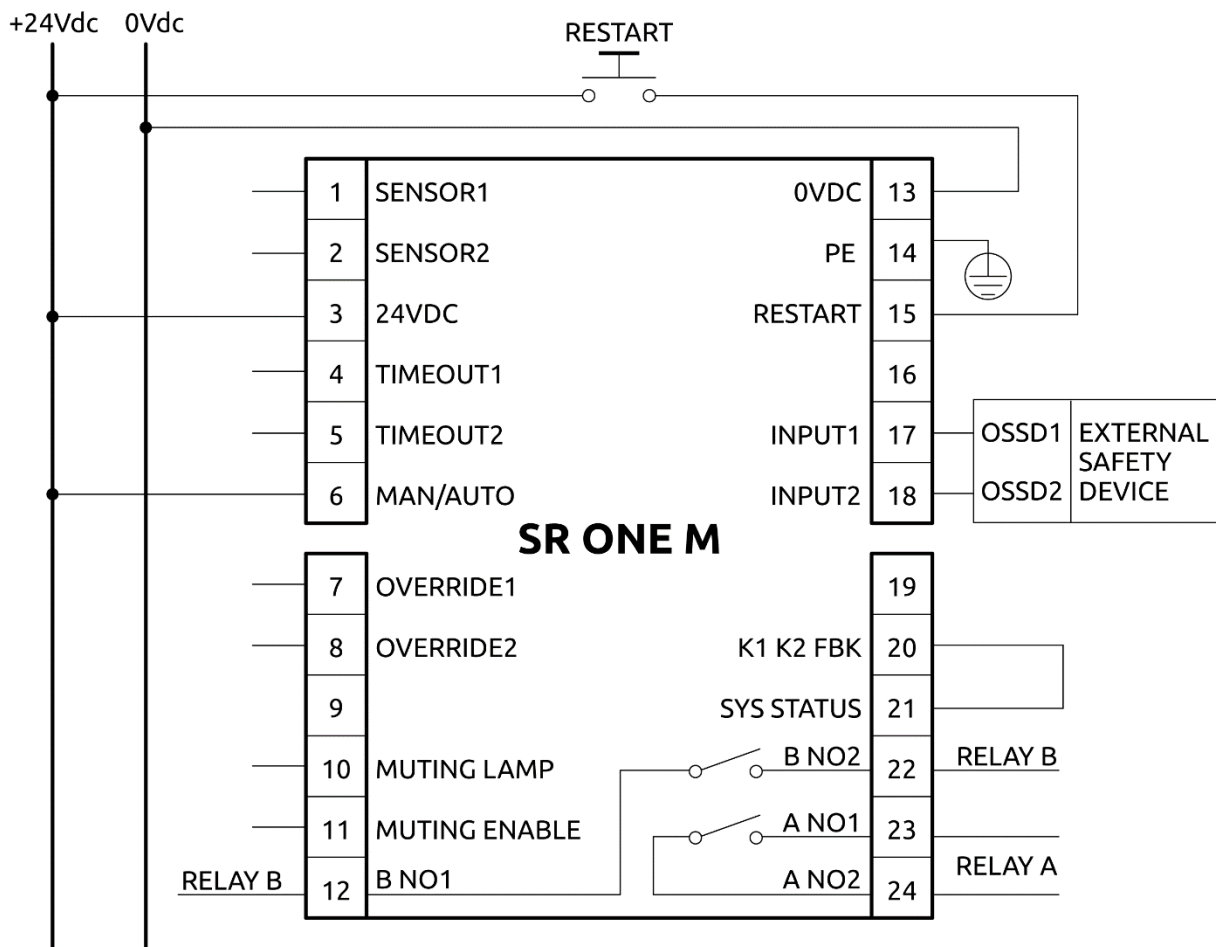 +24Vdc 0Vdc
RESTART
1 SENSOR1 0VDC 13
2 SENSOR2 PE 14
3 24VDC RESTART 15
4 TIMEOUT1 16
5 TIMEOUT2 INPUT1 17 OSSD1 EXTERNAL
SAFETY
6 MAN/AUTO INPUT2 18 OSSD2 DEVICE
SR ONE M
7 OVERRIDE1 19
8 OVERRIDE2 K1 K2 FBK 20
9 SYS STATUS 21
10 MUTING LAMP B NO2 22 RELAY B
11 MUTING ENABLE A NO1 23
RELAY B 12 B NO1 A NO2 24 RELAY A